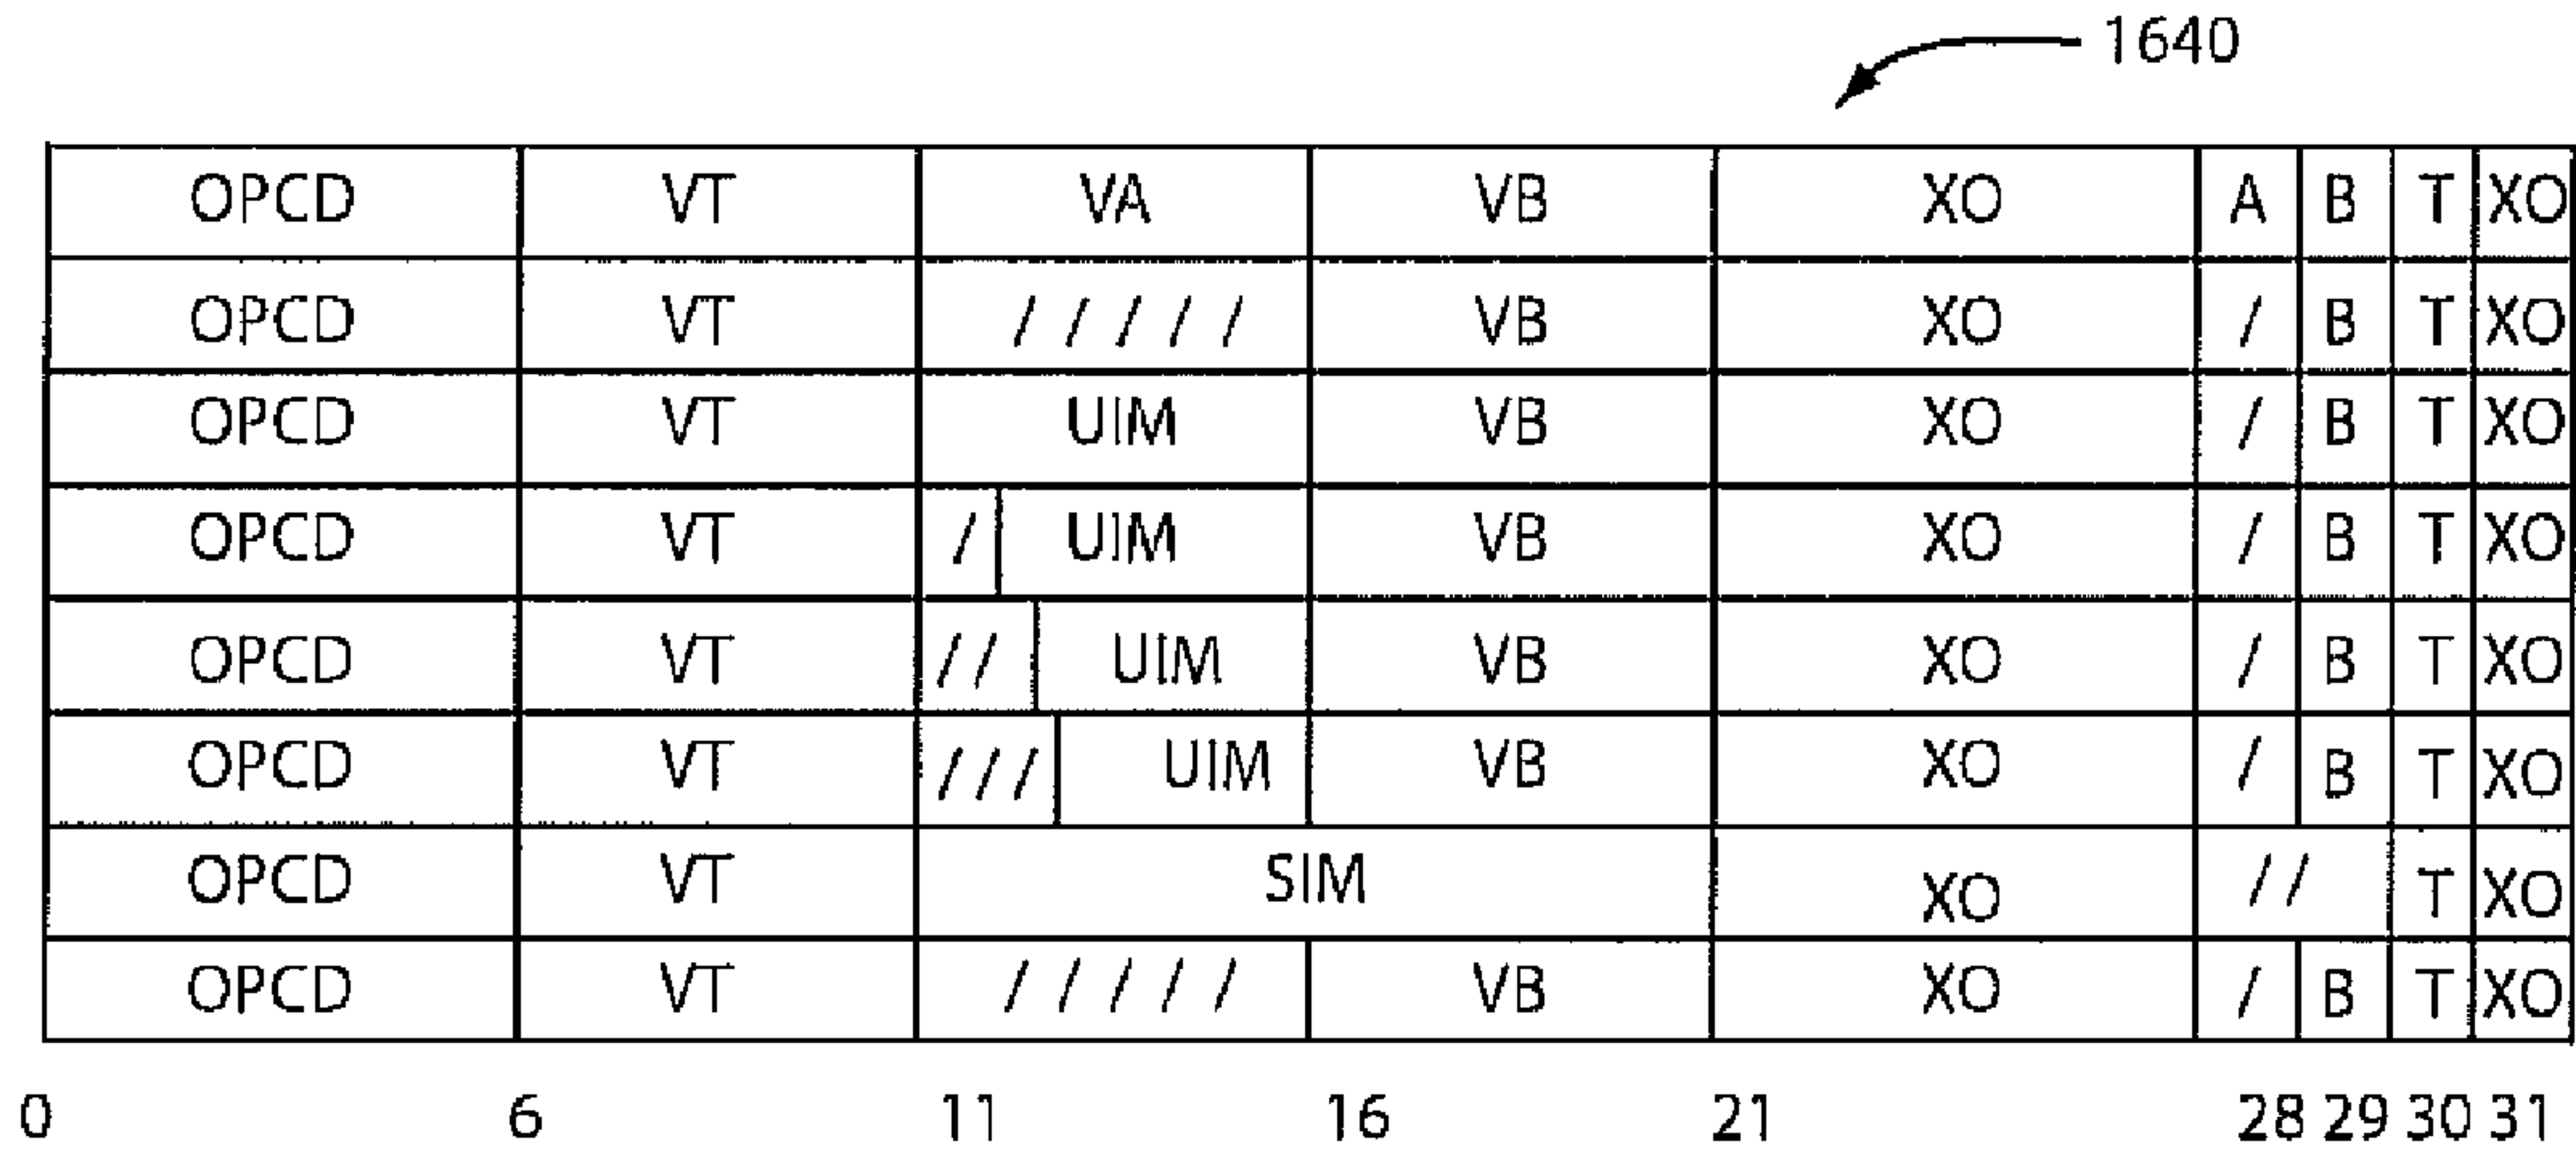 1640
OPCD VT VA VB XO A B T XO
OPCD VT / / / / / VB XO / B T XO
OPCD VT UIM VB XO / B T XO
OPCD VT / UIM VB XO / B T XO
OPCD VT // UIM VB XO / B T XO
OPCD VT /// UIM VB XO / B T XO
OPCD VT SIM XO // T XO
OPCD VT / / / / / VB XO / B T XO
0 6 11 16 21 28 29 30 31